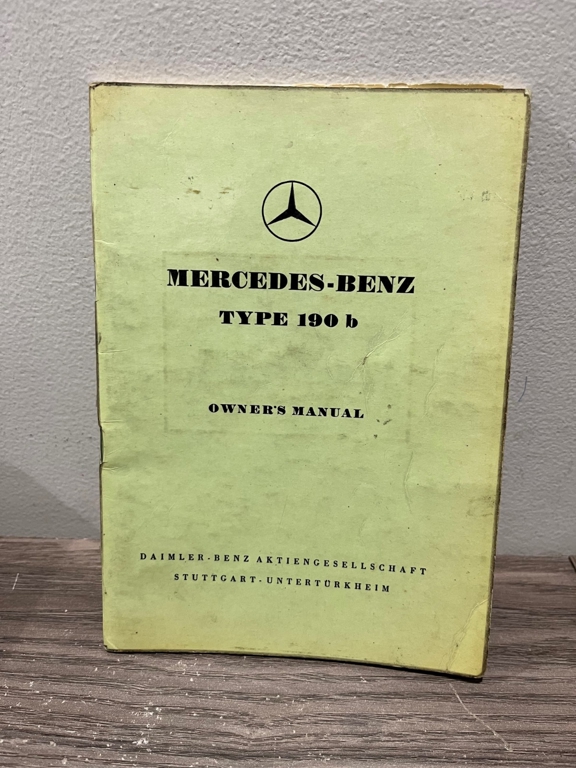 MERCEDES-BENZ
TYPE 190 b
OWNER'S MANUAL
DAIMLER-BENZ AKTIENGESELLSCHAFT
STUTTGART-UNTERTÜRKHEIM